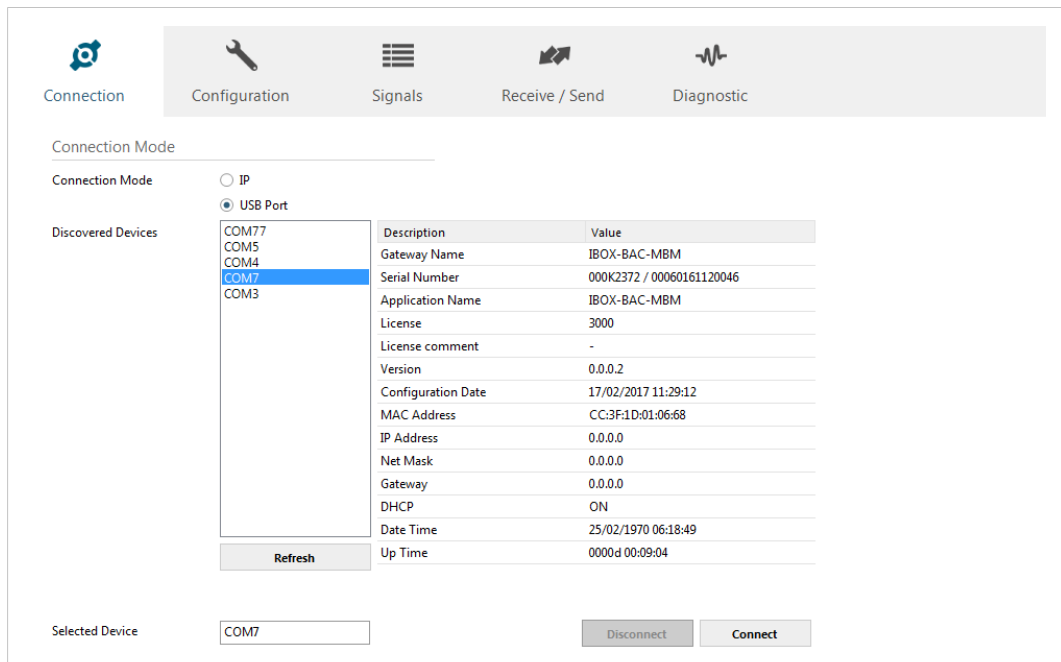 Connection Configuration Signals Receive / Send Diagnostic
Connection Mode
Connection Mode IP
USB Port
Discovered Devices
COM77
COM5
COM4
COM7
COM3
Description Value
Gateway Name IBOX-BAC-MBM
Serial Number 000K2372 / 00060161120046
Application Name IBOX-BAC-MBM
License 3000
License comment -
Version 0.0.0.2
Configuration Date 17/02/2017 11:29:12
MAC Address CC:3F:1D:01:06:68
IP Address 0.0.0.0
Net Mask 0.0.0.0
Gateway 0.0.0.0
DHCP ON
Date Time 25/02/1970 06:18:49
Up Time 0000d 00:09:04
Refresh
Selected Device COM7 Disconnect Connect